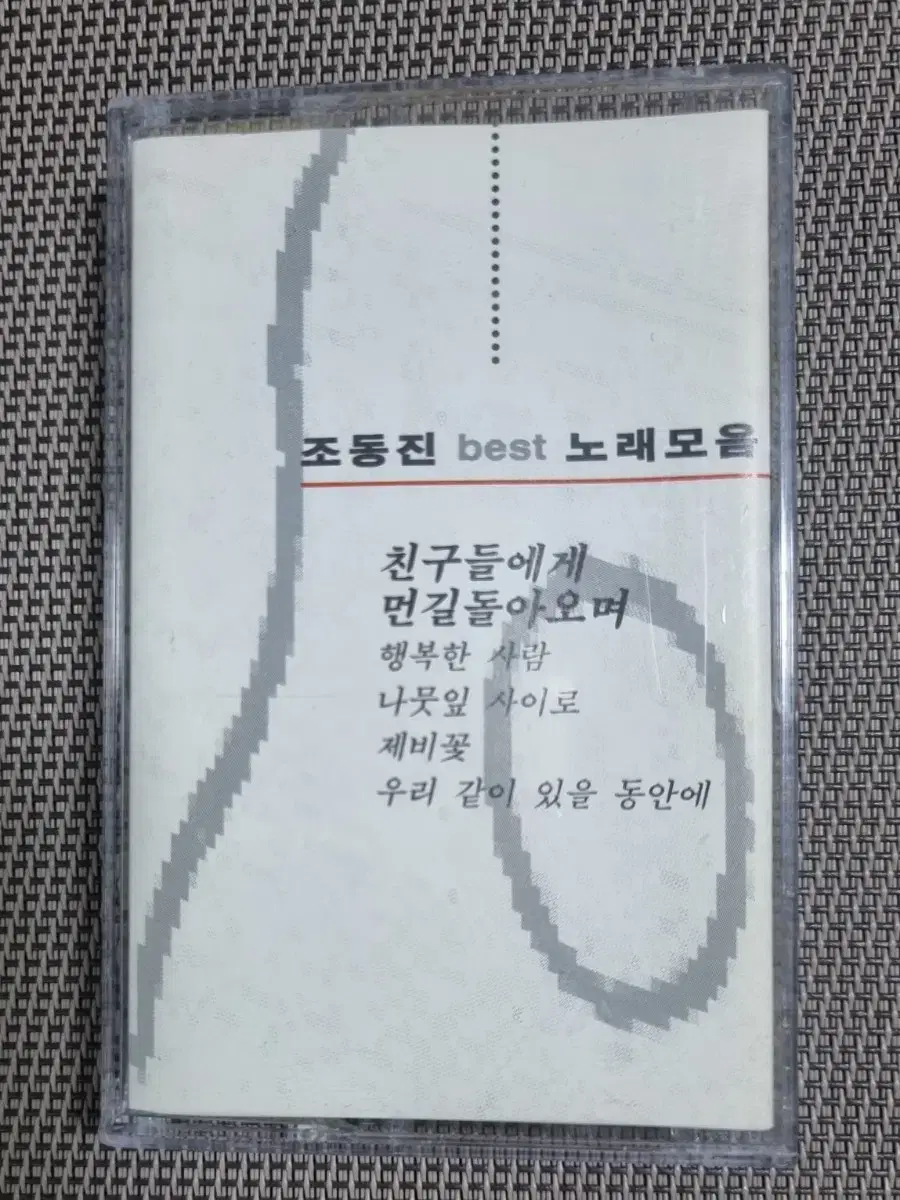 조동진 best 노래모음
친구들에게
먼길돌아오며
행복한 사람
나뭇잎 사이로
제비꽃
우리 같이 있을 동안에